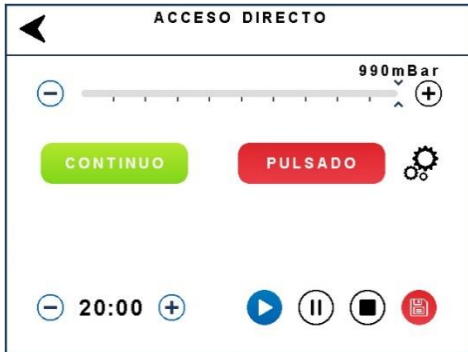 ACCESO DIRECTO
990mBar
CONTINUO
PULSADO
20:00